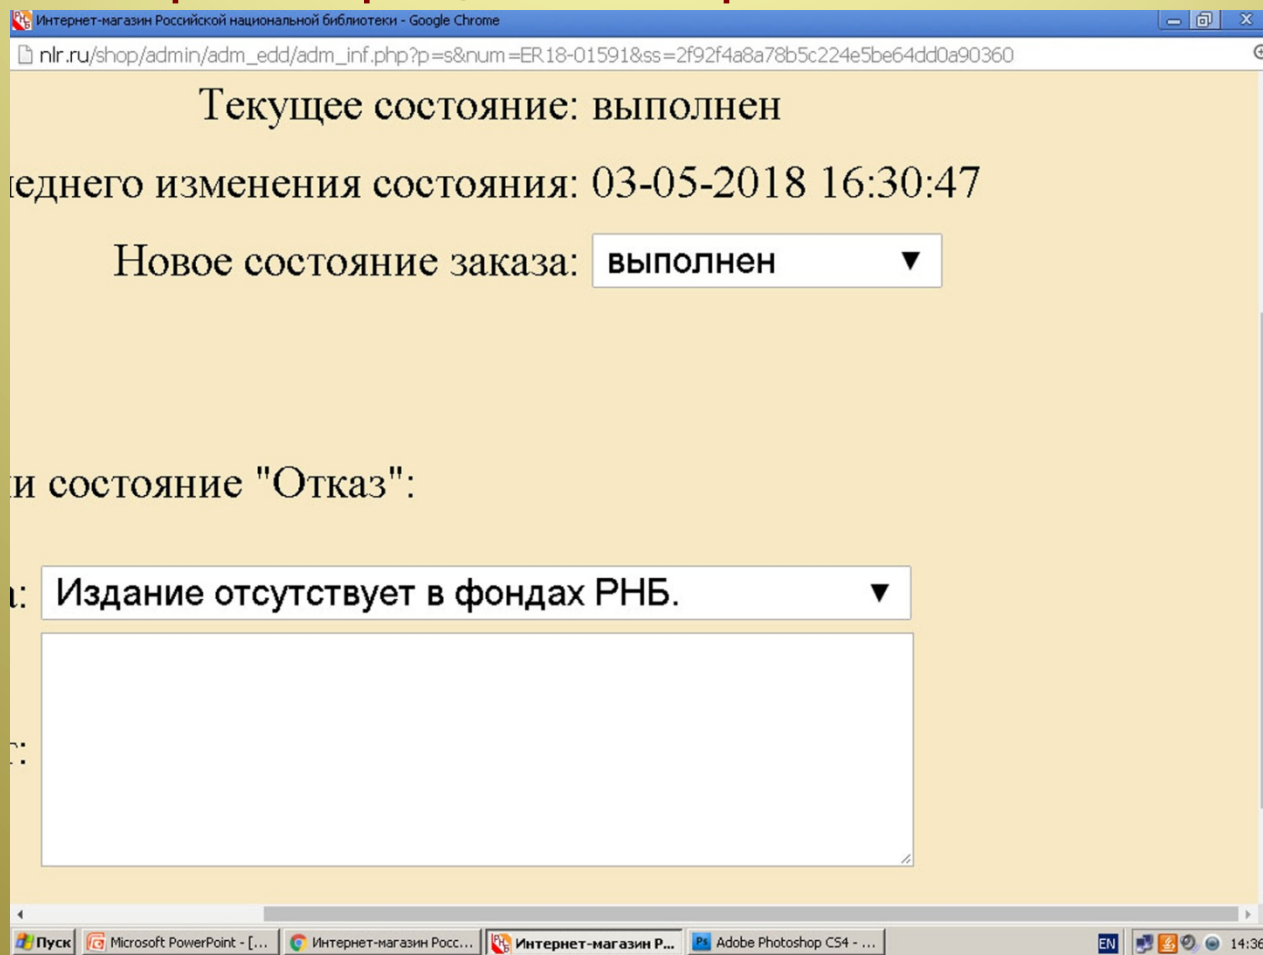 Интернет-магазин Российской национальной библиотеки - Google Chrome
nlr.ru/shop/admin/adm_edd/adm_inf.php?p=s&num=ER18-01591&ss=2f92f4a8a78b5c224e5be64dd0a90360
Текущее состояние: выполнен
леднего изменения состояния: 03-05-2018 16:30:47
Новое состояние заказа: выполнен
ли состояние "Отказ":
а: Издание отсутствует в фондах РНБ.
т:
Пуск Microsoft PowerPoint - [... Интернет-магазин Росс... Интернет-магазин Р... Adobe Photoshop CS4 - ... EN 14:36